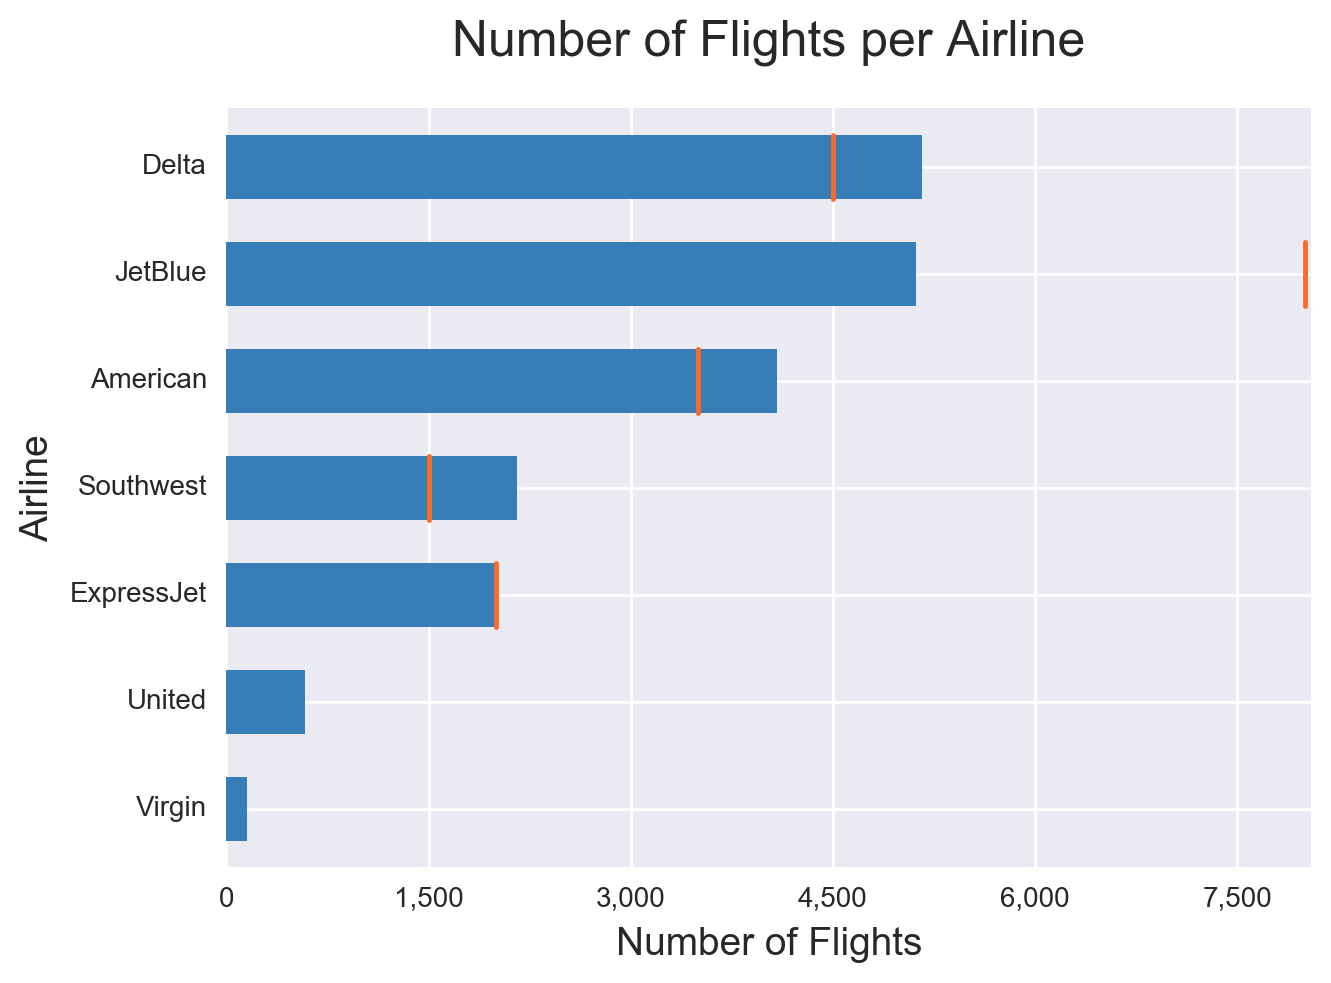 Number of Flights per Airline
Delta
JetBlue
American
Southwest
ExpressJet
United
Virgin
Airline
0 1,500 3,000 4,500 6,000 7,500
Number of Flights